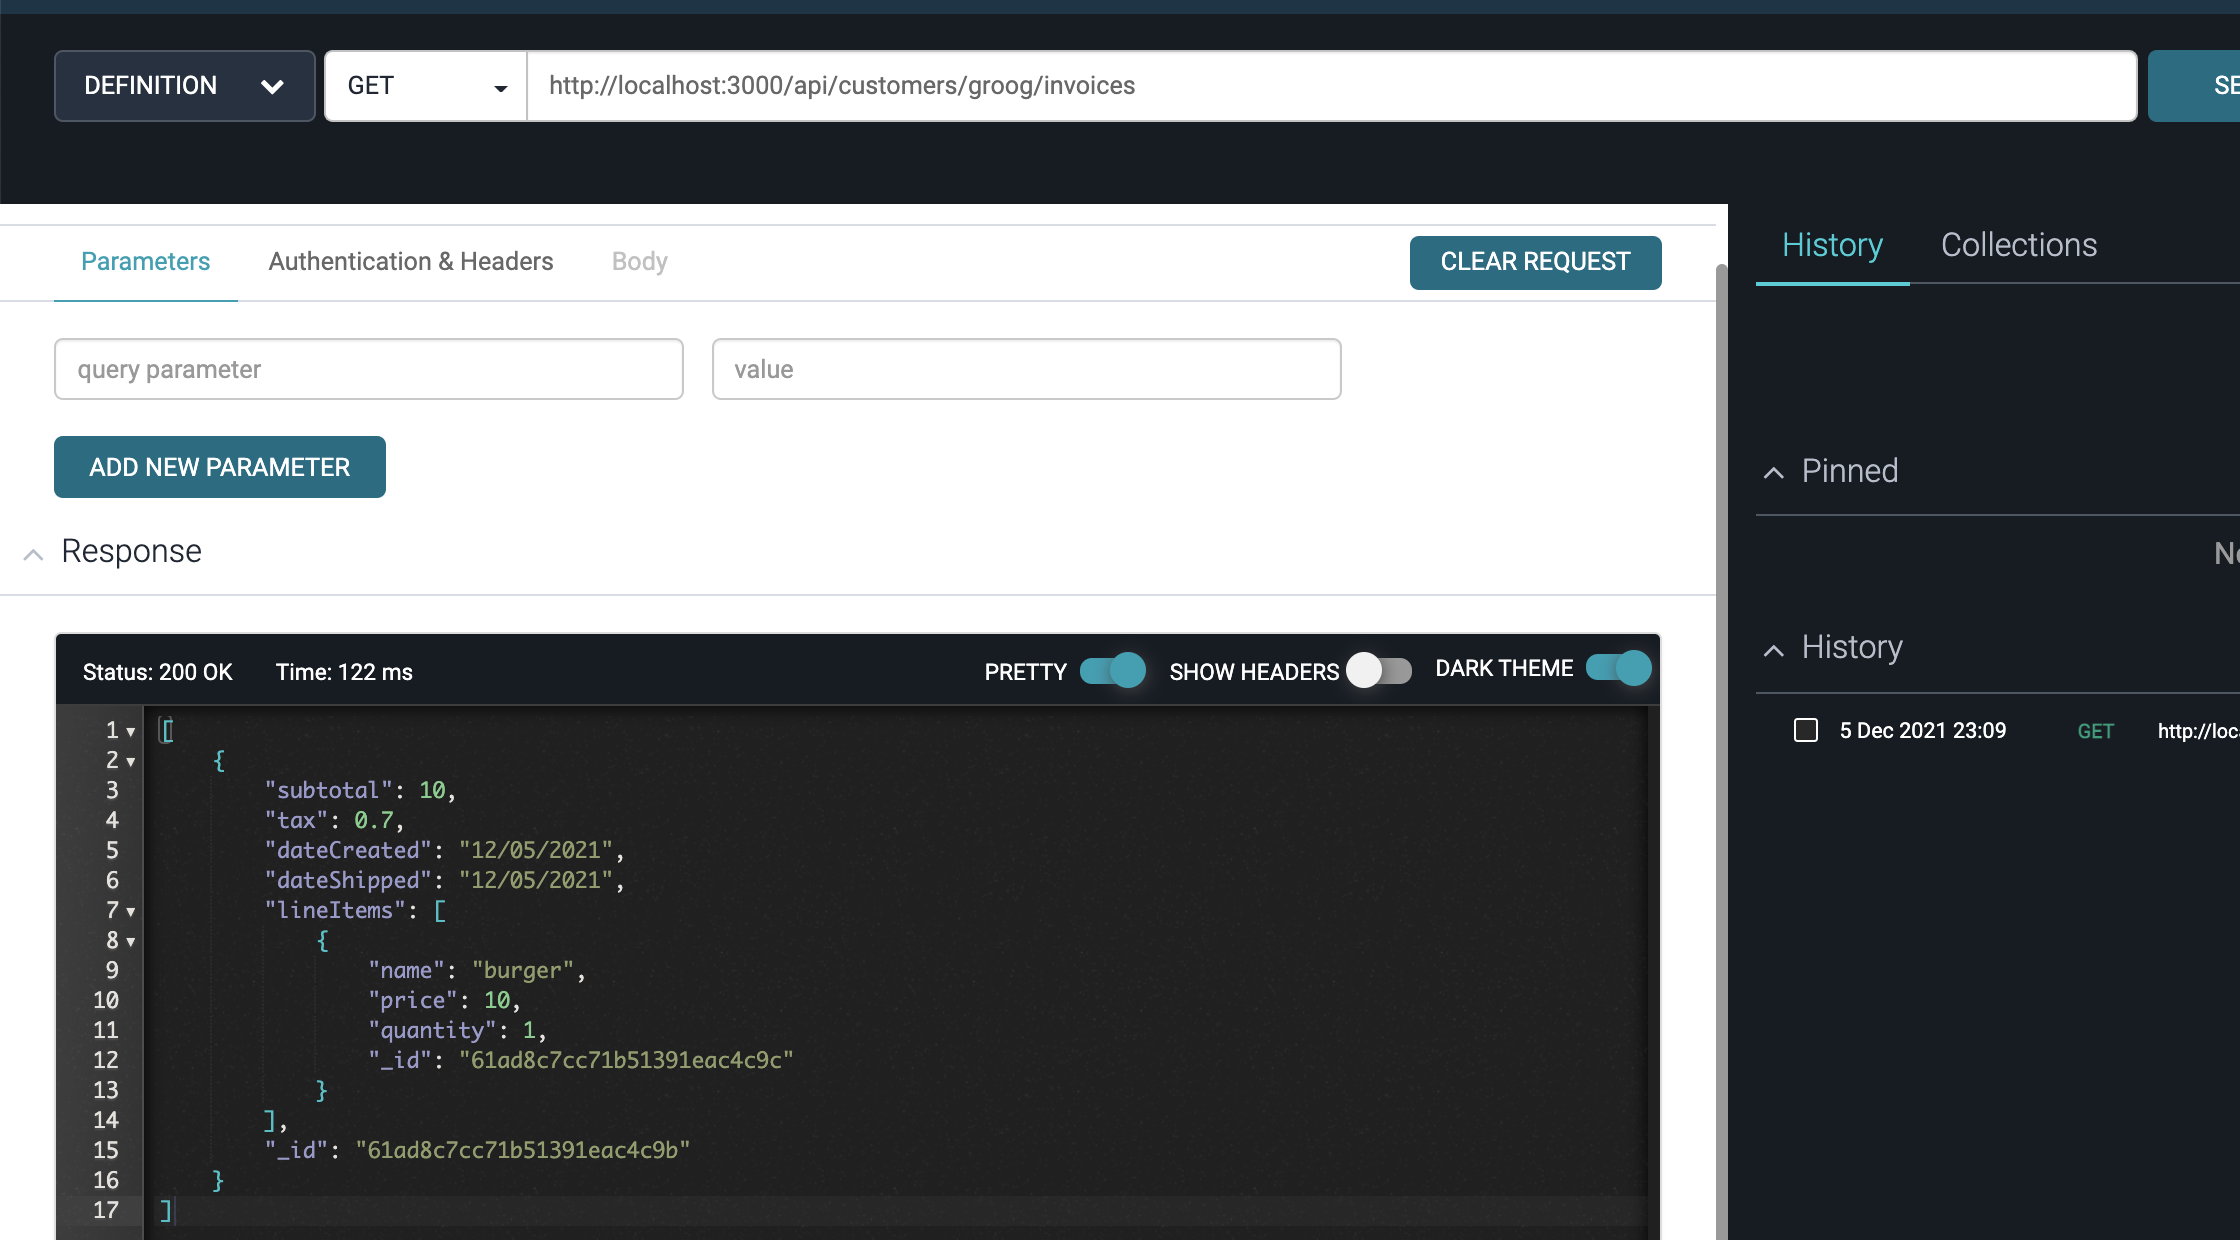 DEFINITION GET http://localhost:3000/api/customers/groog/invoices SE
Parameters Authentication & Headers Body CLEAR REQUEST
query parameter value
ADD NEW PARAMETER
Response
Status: 200 OK Time: 122 ms PRETTY SHOW HEADERS DARK THEME
1 [
2 {
3 "subtotal": 10,
4 "tax": 0.7,
5 "dateCreated": "12/05/2021",
6 "dateShipped": "12/05/2021",
7 "lineItems": [
8 {
9 "name": "burger",
10 "price": 10,
11 "quantity": 1,
12 "_id": "61ad8c7cc71b51391eac4c9c"
13 }
14 ],
15 "_id": "61ad8c7cc71b51391eac4c9b"
16 }
17 ]
History Collections
Pinned
No
History
5 Dec 2021 23:09 GET http://loc